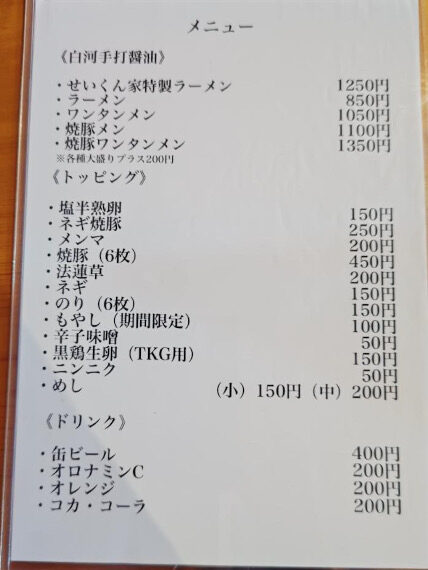 メニュー
《白河手打醤油》
・せいくん家特製ラーメン 1250円
・ラーメン 850円
・ワンタンメン 1050円
・焼豚メン 1100円
・焼豚ワンタンメン 1350円
※各種大盛りプラス200円
《トッピング》
・塩半熟卵 150円
・ネギ焼豚 250円
・メンマ 200円
・焼豚（6枚） 450円
・法蓮草 200円
・ネギ 150円
・のり（6枚） 150円
・もやし（期間限定） 100円
・辛子味噌 50円
・黒鶏生卵（TKG用） 150円
・ニンニク 50円
・めし （小）150円（中）200円
《ドリンク》
・缶ビール 400円
・オロナミンC 200円
・オレンジ 200円
・コカ・コーラ 200円